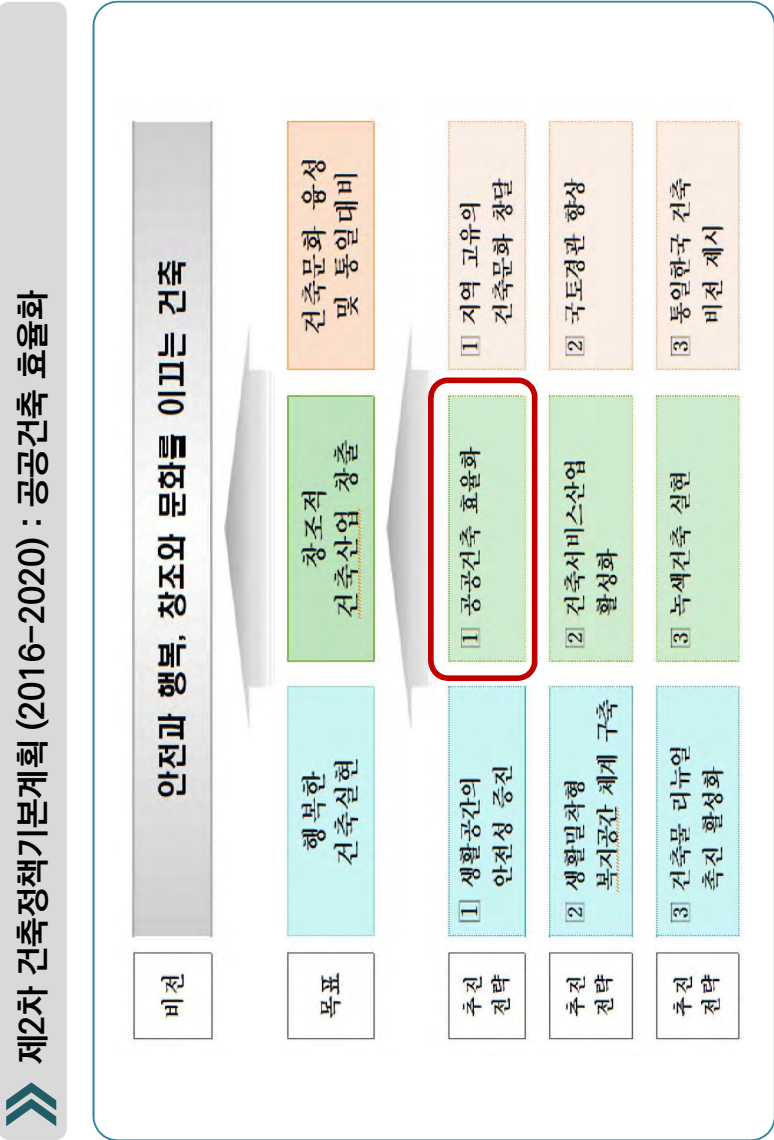 제2차 건축정책기본계획 (2016-2020) : 공공건축 효율화
비전
안전과 행복, 창조와 문화를 이끄는 건축
목표
행복한
건축실현
창조적
건축산업 창출
건축문화 융성
및 통일대비
추진
전략
1 생활공간의
안전성 증진
1 공공건축 효율화
1 지역 고유의
건축문화 창달
추진
전략
2 생활밀착형
복지공간 체계 구축
2 건축서비스산업
활성화
2 국토경관 향상
추진
전략
3 건축물 리뉴얼
촉진 활성화
3 녹색건축 실현
3 통일한국 건축
비전 제시